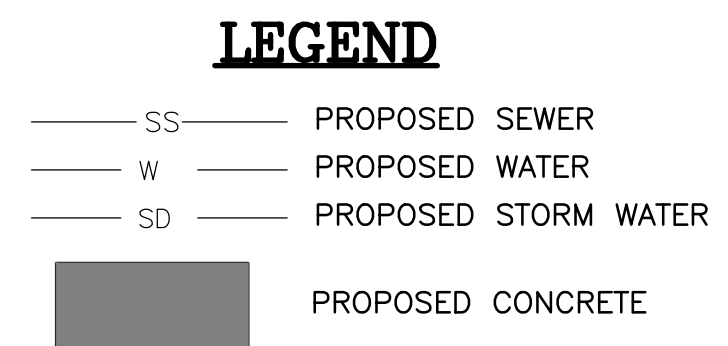 LEGEND
SS PROPOSED SEWER
W PROPOSED WATER
SD PROPOSED STORM WATER
PROPOSED CONCRETE